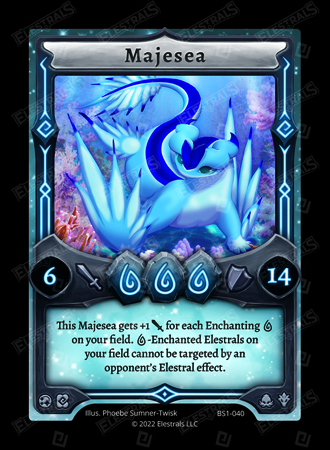 Majesea
6
14
This Majesea gets +1 for each Enchanting
on your field. -Enchanted Elestrals on
your field cannot be targeted by an
opponent's Elestral effect.
Illus. Phoebe Sumner-Twisk
BS1-040
© 2022 Elestrals LLC
ELESTRALS